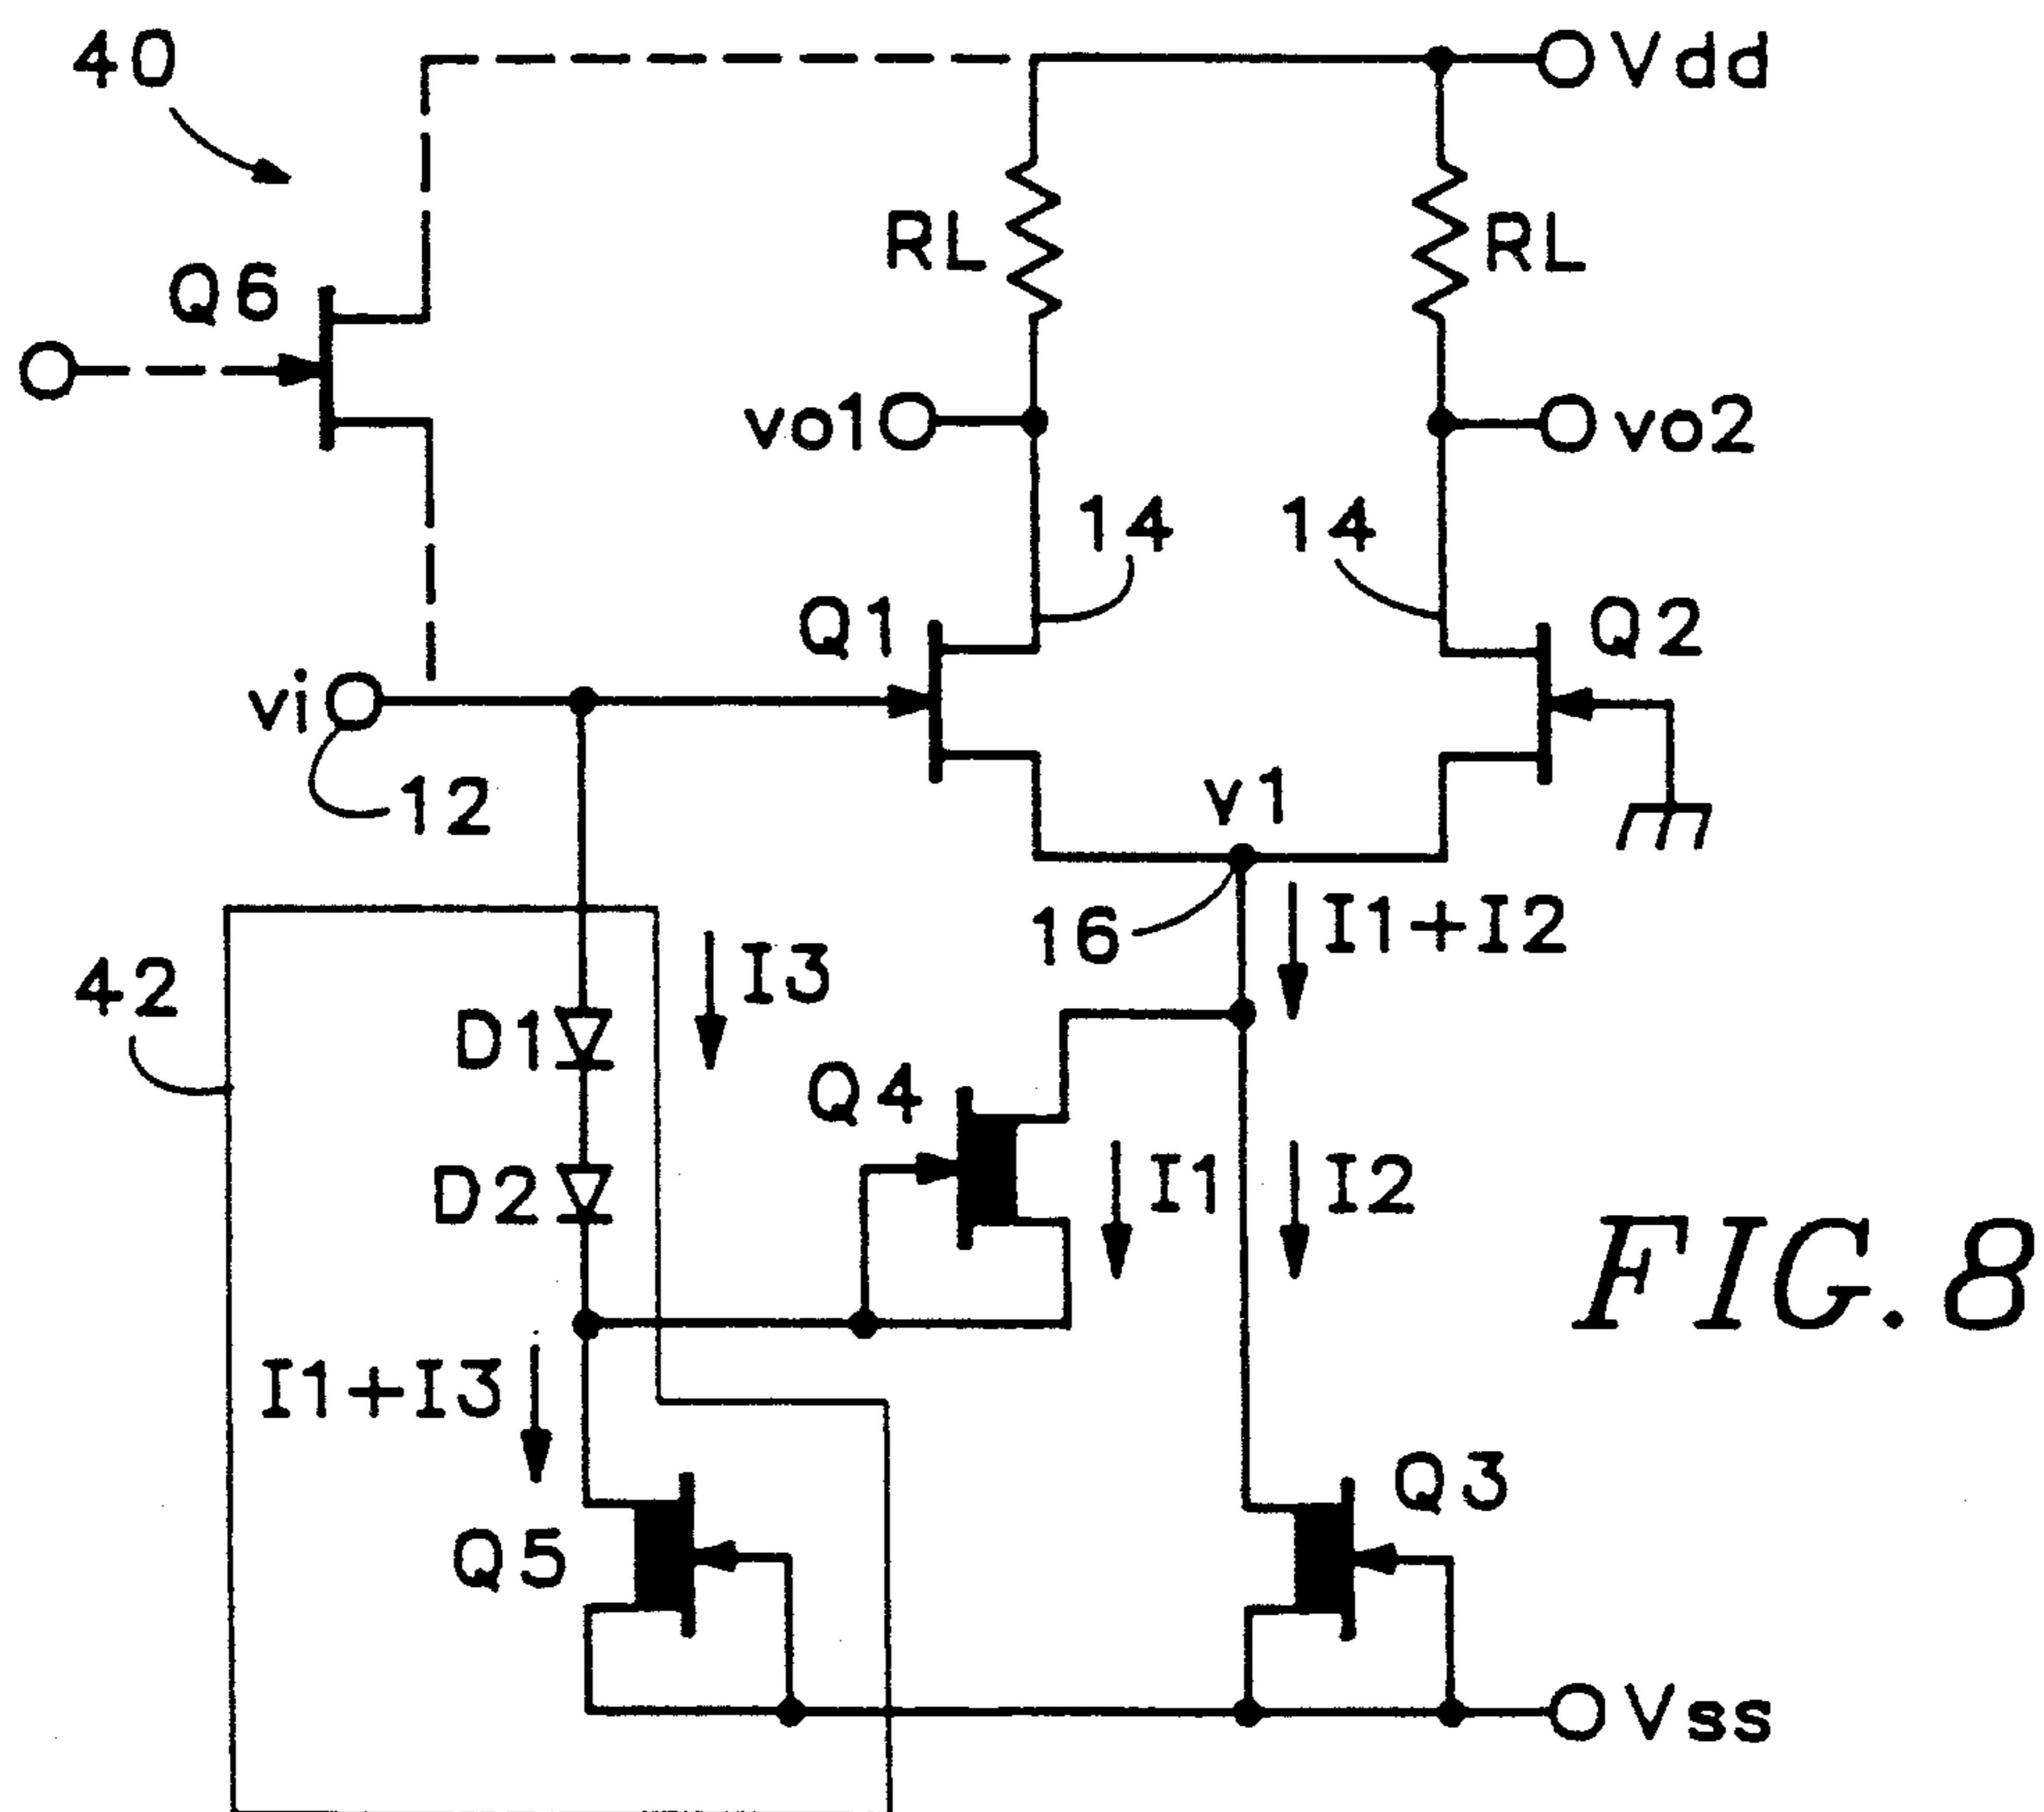 40
Vdd
RL
RL
Q6
vo1
vo2
14
14
Q1
Q2
vi
12
v1
16
I1+I2
42
I3
D1
Q4
D2
I1
I2
FIG. 8
I1+I3
Q3
Q5
Vss